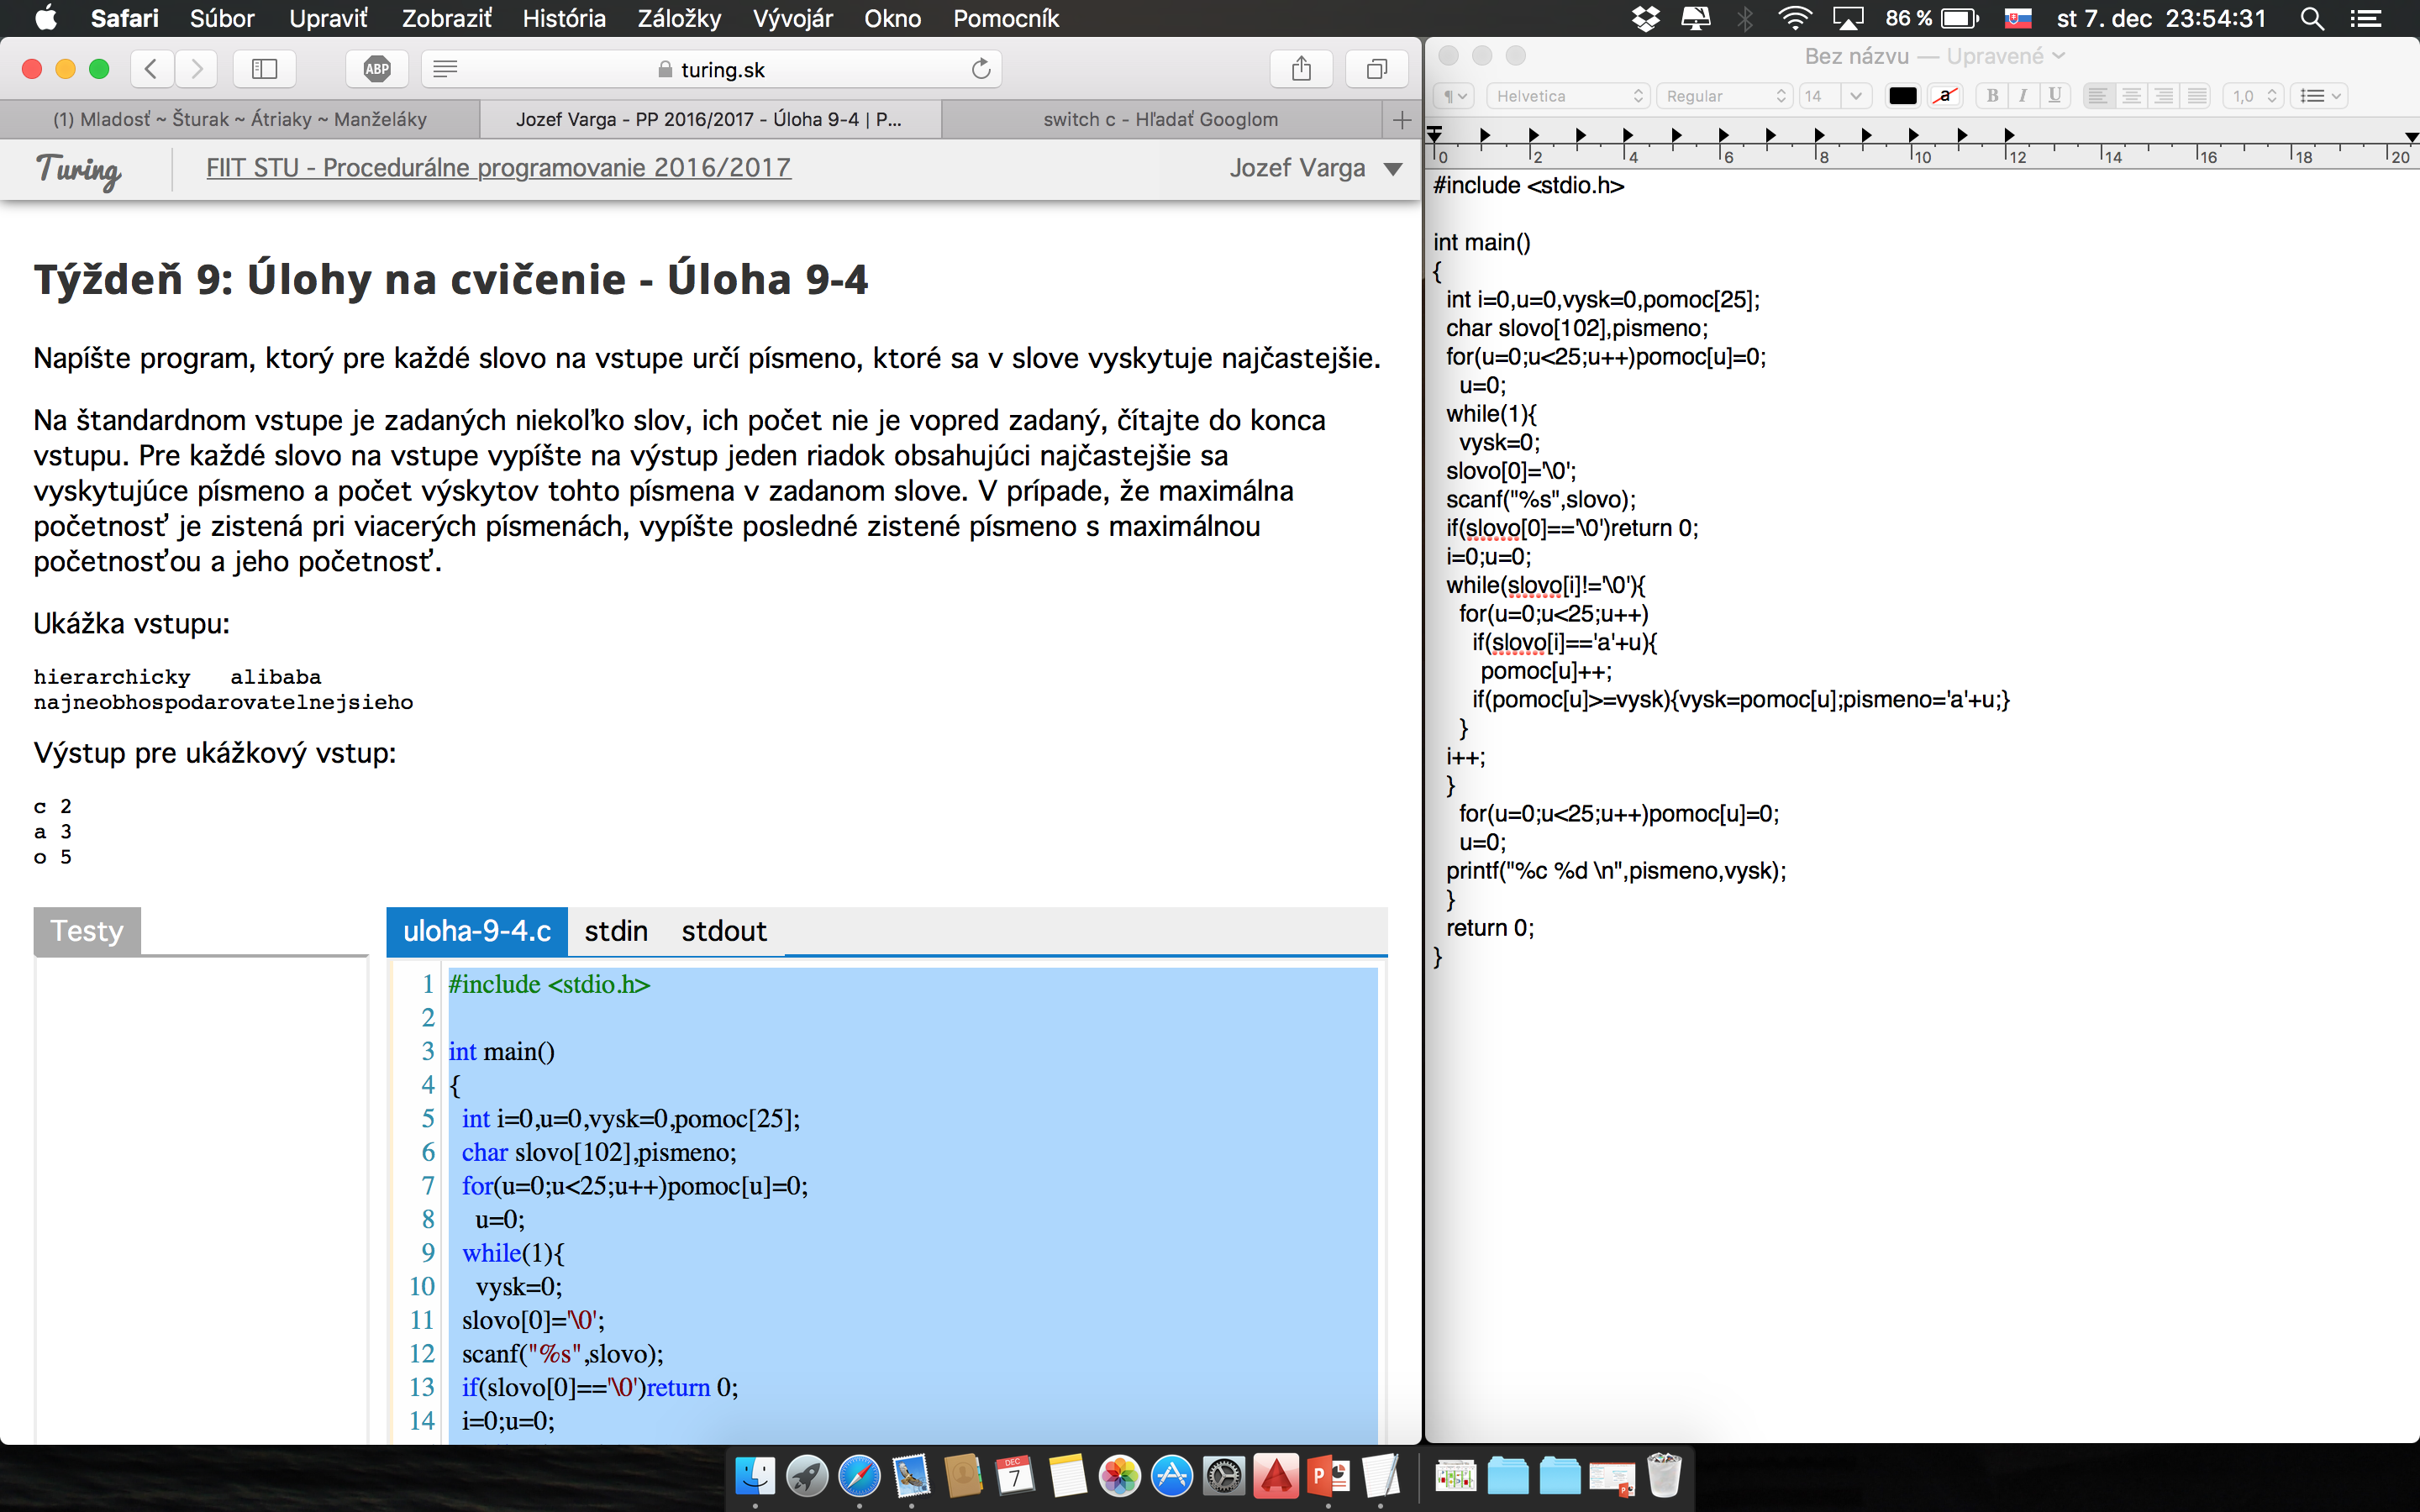 Safari Súbor Upraviť Zobraziť História Záložky Vývojár Okno Pomocník 86 % st 7. dec 23:54:31
ABP turing.sk
(1) Mladosť ~ Šturak ~ Átriaky ~ Manželáky Jozef Varga - PP 2016/2017 - Úloha 9-4 | P... switch c - Hľadať Googlom
Turing FIIT STU - Procedurálne programovanie 2016/2017 Jozef Varga
Týždeň 9: Úlohy na cvičenie - Úloha 9-4
Napíšte program, ktorý pre každé slovo na vstupe určí písmeno, ktoré sa v slove vyskytuje najčastejšie.
Na štandardnom vstupe je zadaných niekoľko slov, ich počet nie je vopred zadaný, čítajte do konca
vstupu. Pre každé slovo na vstupe vypíšte na výstup jeden riadok obsahujúci najčastejšie sa
vyskytujúce písmeno a počet výskytov tohto písmena v zadanom slove. V prípade, že maximálna
početnosť je zistená pri viacerých písmenách, vypíšte posledné zistené písmeno s maximálnou
početnosťou a jeho početnosť.
Ukážka vstupu:
hierarchicky   alibaba
najneobhospodarovatelnejsieho
Výstup pre ukážkový vstup:
c 2
a 3
o 5
Testy
uloha-9-4.c stdin stdout
1 #include <stdio.h>
2
3 int main()
4 {
5 int i=0,u=0,vysk=0,pomoc[25];
6 char slovo[102],pismeno;
7 for(u=0;u<25;u++)pomoc[u]=0;
8 u=0;
9 while(1){
10 vysk=0;
11 slovo[0]='\0';
12 scanf("%s",slovo);
13 if(slovo[0]=='\0')return 0;
14 i=0;u=0;
Bez názvu — Upravené
¶ Helvetica Regular 14 a B I U 1,0
0 2 4 6 8 10 12 14 16 18 20
#include <stdio.h>
int main()
{
int i=0,u=0,vysk=0,pomoc[25];
char slovo[102],pismeno;
for(u=0;u<25;u++)pomoc[u]=0;
u=0;
while(1){
vysk=0;
slovo[0]='\0';
scanf("%s",slovo);
if(slovo[0]=='\0')return 0;
i=0;u=0;
while(slovo[i]!='\0'){
for(u=0;u<25;u++)
if(slovo[i]=='a'+u){
pomoc[u]++;
if(pomoc[u]>=vysk){vysk=pomoc[u];pismeno='a'+u;}
}
i++;
}
for(u=0;u<25;u++)pomoc[u]=0;
u=0;
printf("%c %d \n",pismeno,vysk);
}
return 0;
}
DEC
7
P